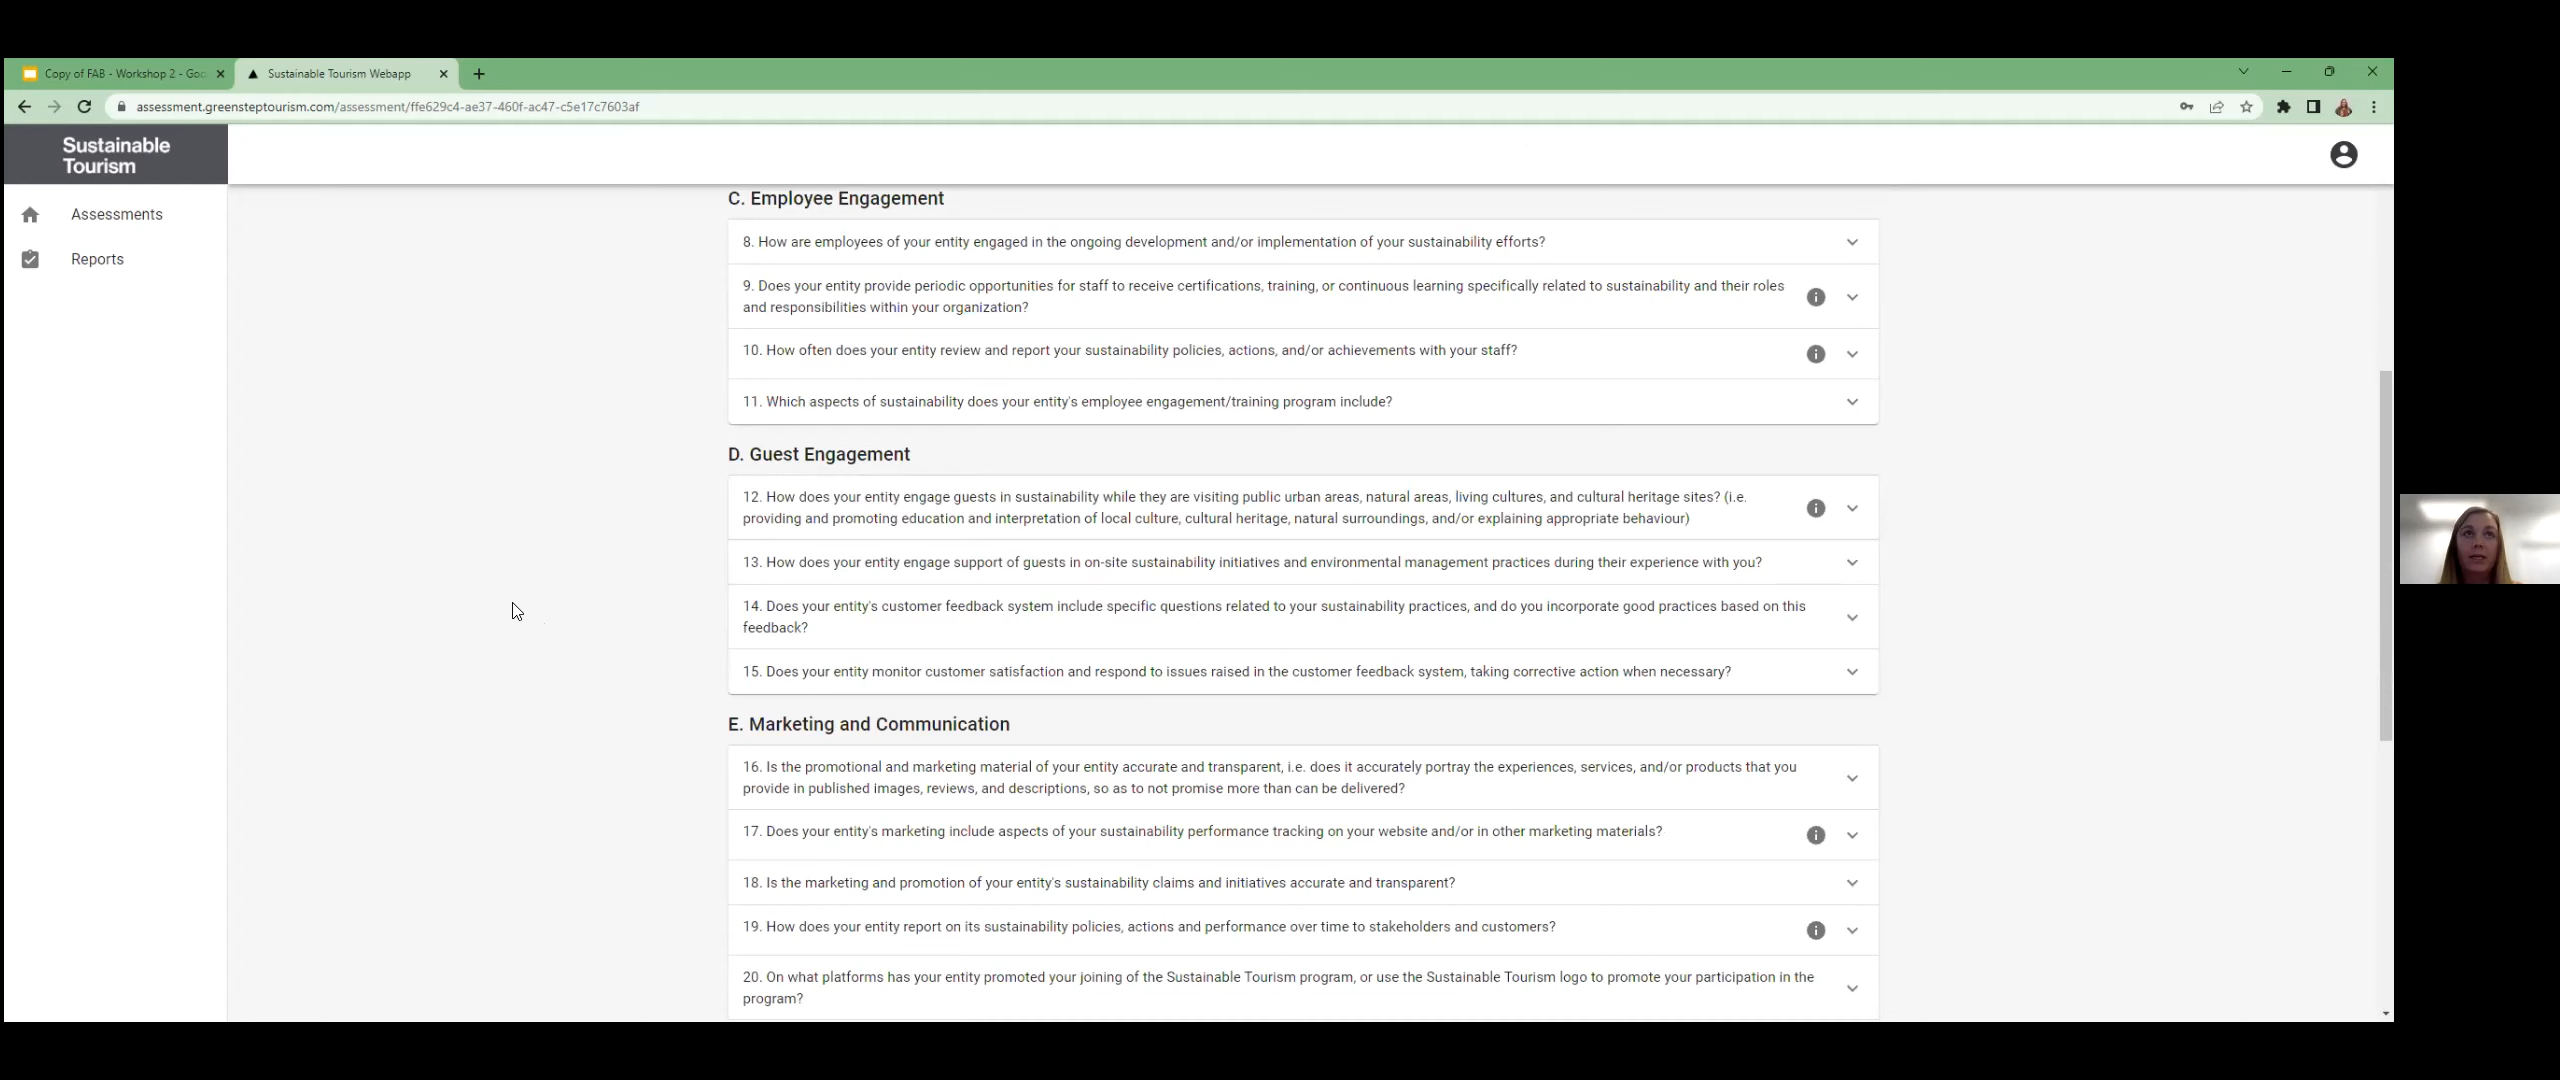 Copy of FAB - Workshop 2 - Goo
Sustainable Tourism Webapp
assessment.greensteptourism.com/assessment/ffe629c4-ae37-460f-ac47-c5e17c7603af
Sustainable
Tourism
Assessments
Reports
C. Employee Engagement
8. How are employees of your entity engaged in the ongoing development and/or implementation of your sustainability efforts?
9. Does your entity provide periodic opportunities for staff to receive certifications, training, or continuous learning specifically related to sustainability and their roles
and responsibilities within your organization?
10. How often does your entity review and report your sustainability policies, actions, and/or achievements with your staff?
11. Which aspects of sustainability does your entity's employee engagement/training program include?
D. Guest Engagement
12. How does your entity engage guests in sustainability while they are visiting public urban areas, natural areas, living cultures, and cultural heritage sites? (i.e.
providing and promoting education and interpretation of local culture, cultural heritage, natural surroundings, and/or explaining appropriate behaviour)
13. How does your entity engage support of guests in on-site sustainability initiatives and environmental management practices during their experience with you?
14. Does your entity's customer feedback system include specific questions related to your sustainability practices, and do you incorporate good practices based on this
feedback?
15. Does your entity monitor customer satisfaction and respond to issues raised in the customer feedback system, taking corrective action when necessary?
E. Marketing and Communication
16. Is the promotional and marketing material of your entity accurate and transparent, i.e. does it accurately portray the experiences, services, and/or products that you
provide in published images, reviews, and descriptions, so as to not promise more than can be delivered?
17. Does your entity's marketing include aspects of your sustainability performance tracking on your website and/or in other marketing materials?
18. Is the marketing and promotion of your entity's sustainability claims and initiatives accurate and transparent?
19. How does your entity report on its sustainability policies, actions and performance over time to stakeholders and customers?
20. On what platforms has your entity promoted your joining of the Sustainable Tourism program, or use the Sustainable Tourism logo to promote your participation in the
program?